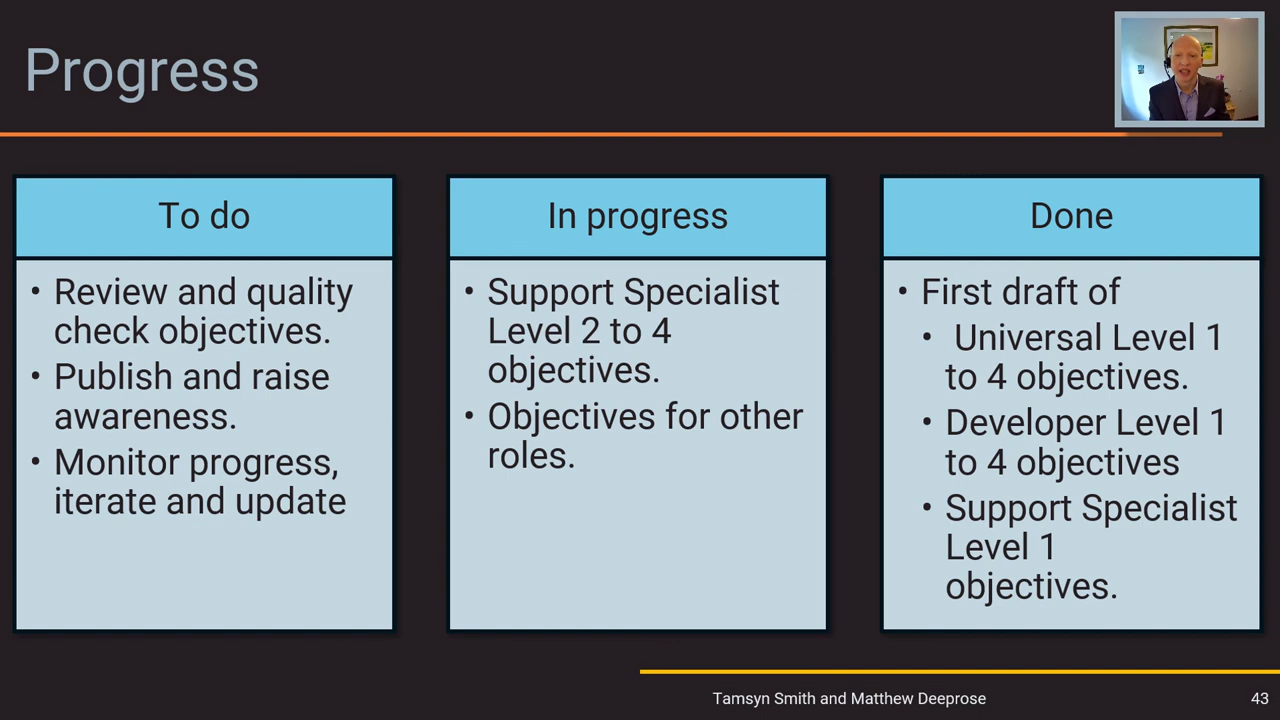 Progress
To do
• Review and quality
check objectives.
• Publish and raise
awareness.
• Monitor progress,
iterate and update
In progress
• Support Specialist
Level 2 to 4
objectives.
• Objectives for other
roles.
Done
• First draft of
• Universal Level 1
to 4 objectives.
• Developer Level 1
to 4 objectives
• Support Specialist
Level 1
objectives.
Tamsyn Smith and Matthew Deeprose
43